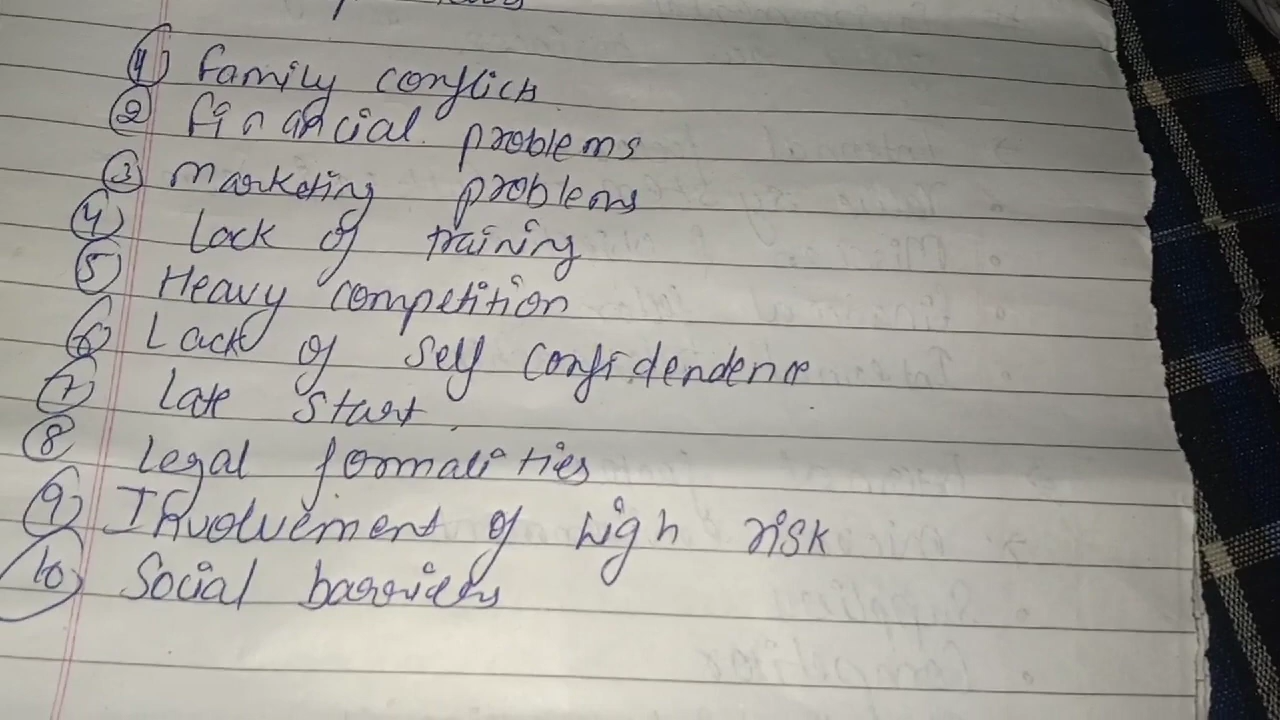 1) Family conflicts
2) Financial problems
3) Marketing problems
4) Lack of training
5) Heavy competition
6) Lack of self confidendence
7) Late start
8) Legal formalities
9) Involvement of high risk
10) Social barriers